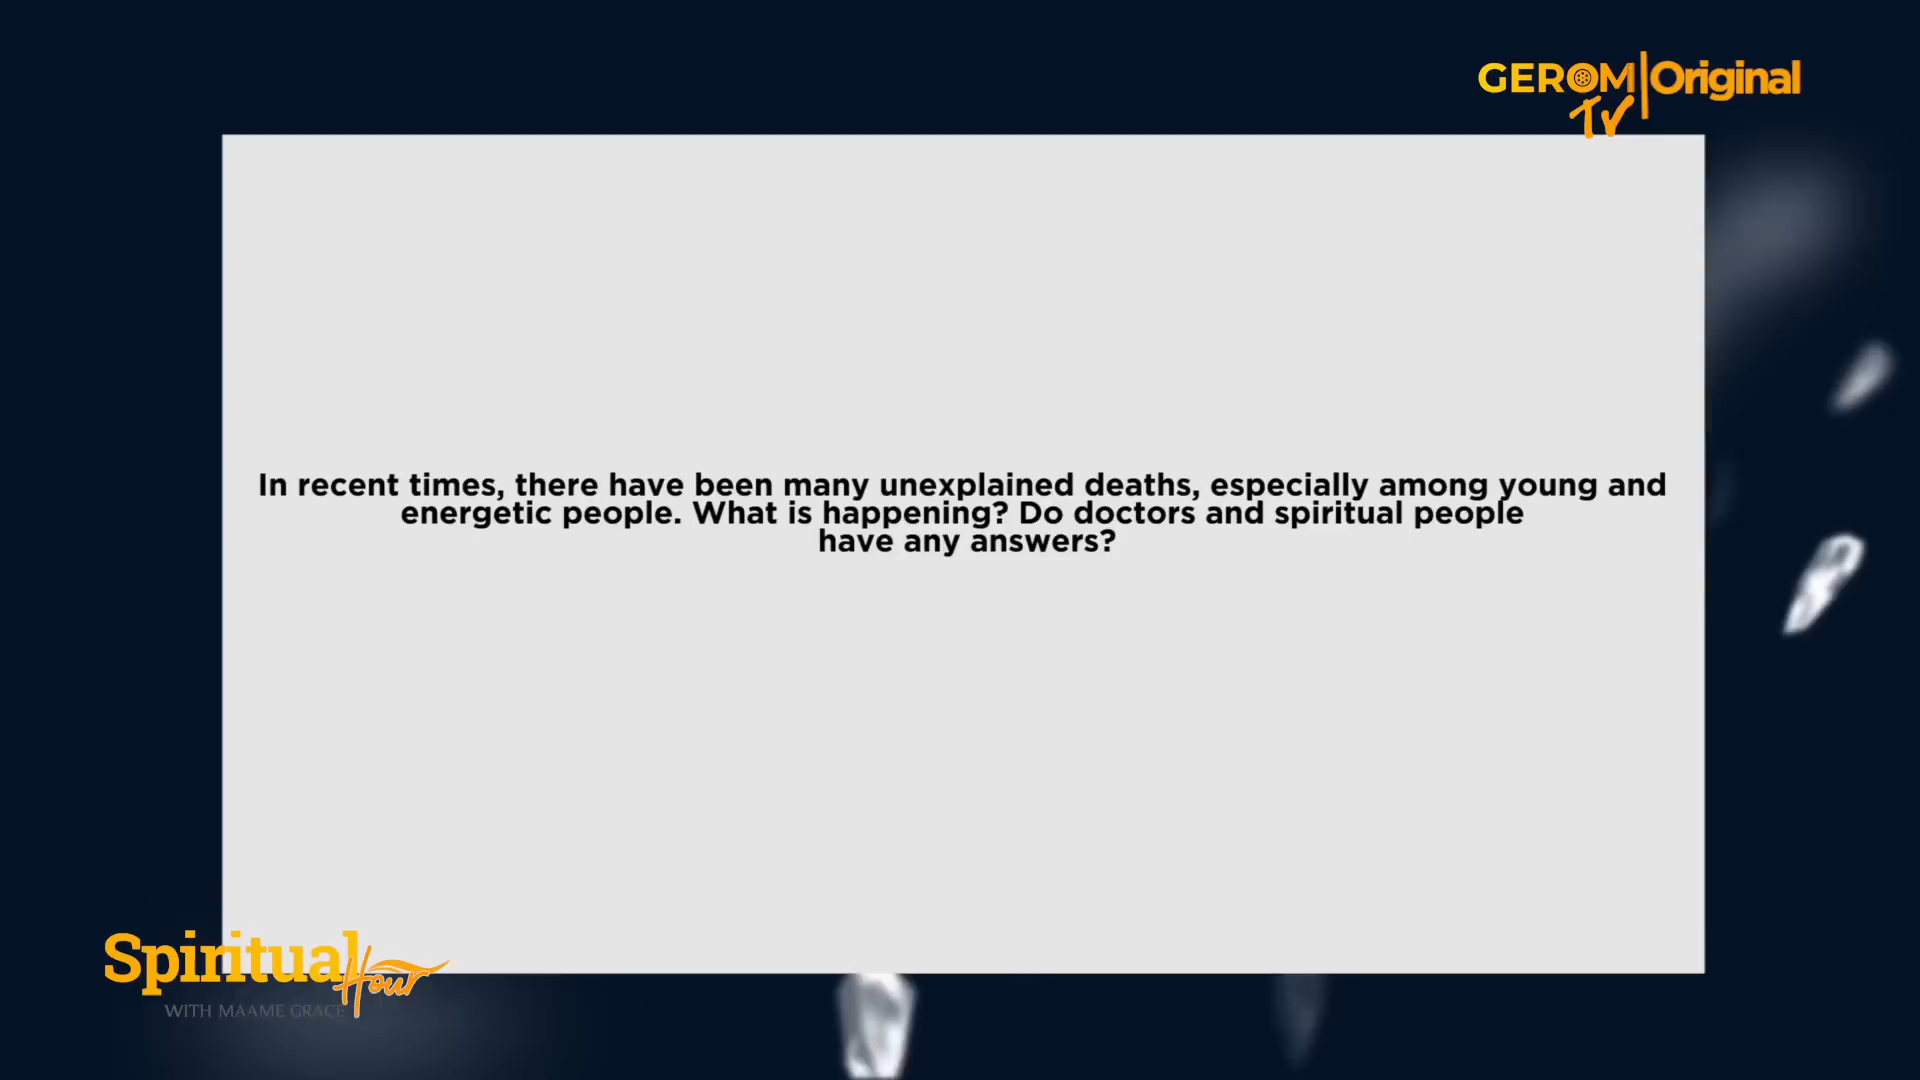 GEROM|Original
TV
In recent times, there have been many unexplained deaths, especially among young and
energetic people. What is happening? Do doctors and spiritual people
have any answers?
Spiritual
Hour
WITH MAAME GRACE